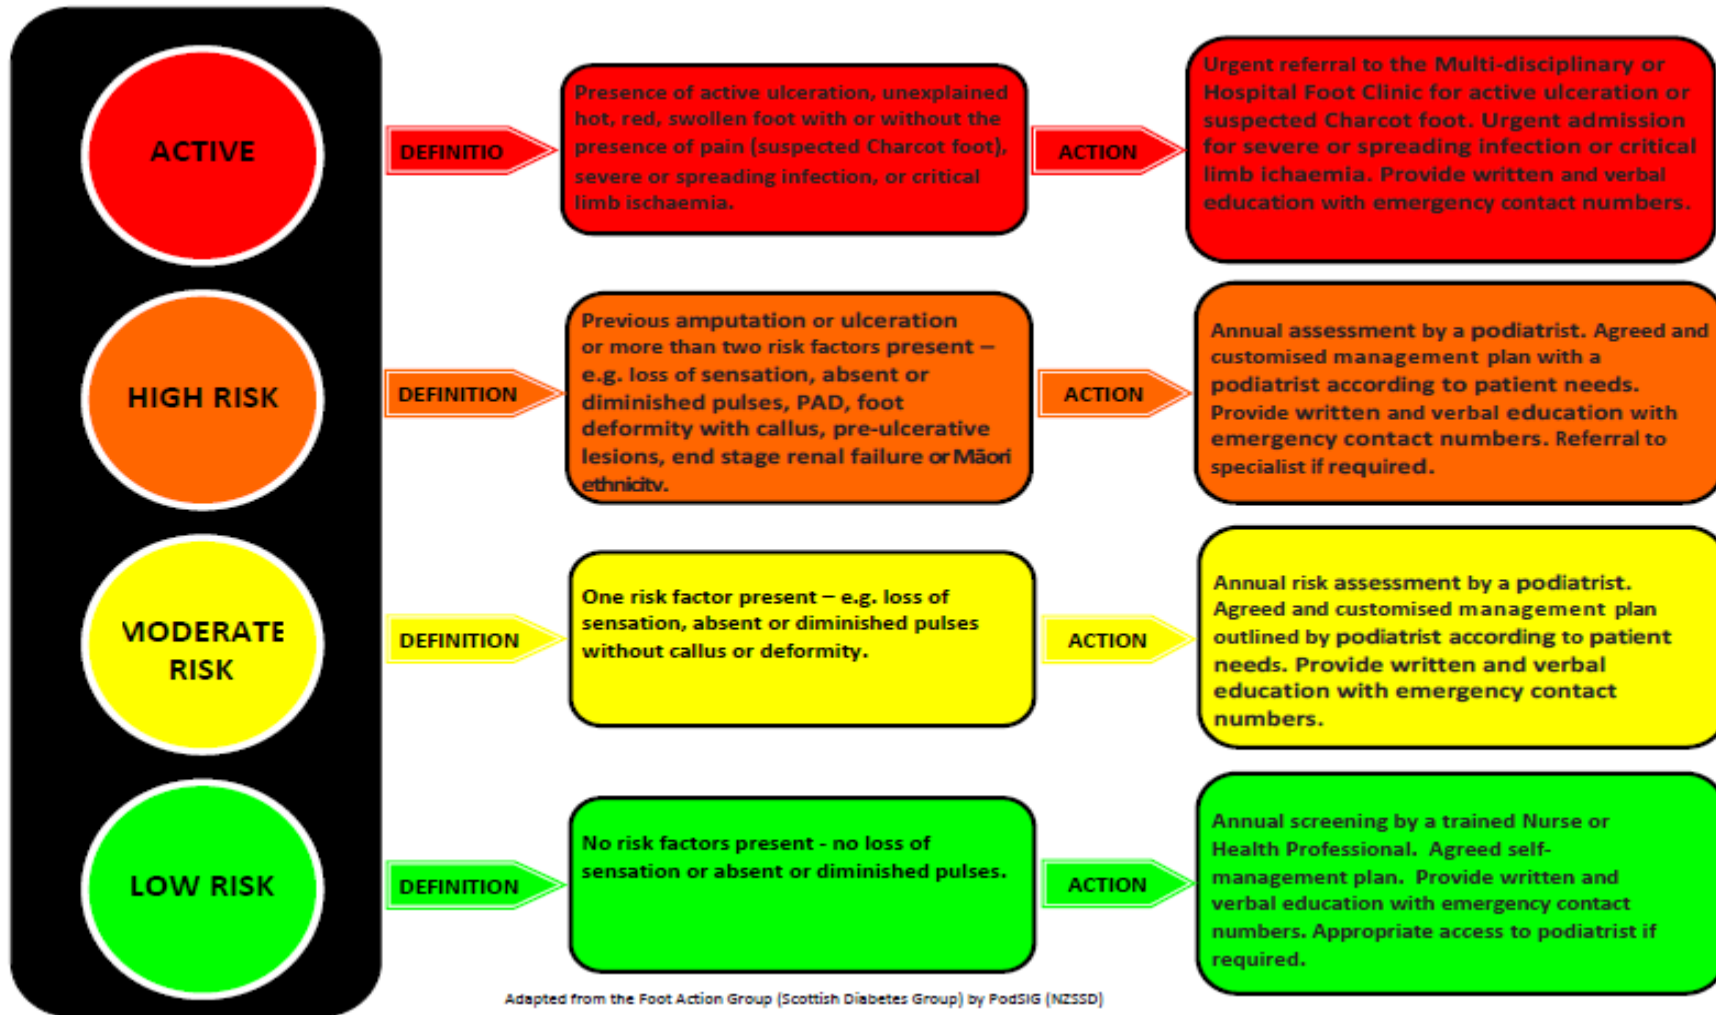 ACTIVE
DEFINITIO
Presence of active ulceration, unexplained
hot, red, swollen foot with or without the
presence of pain (suspected Charcot foot),
severe or spreading infection, or critical
limb ischaemia.
ACTION
Urgent referral to the Multi-disciplinary or
Hospital Foot Clinic for active ulceration or
suspected Charcot foot. Urgent admission
for severe or spreading infection or critical
limb ichaemia. Provide written and verbal
education with emergency contact numbers.
HIGH RISK
DEFINITION
Previous amputation or ulceration
or more than two risk factors present –
e.g. loss of sensation, absent or
diminished pulses, PAD, foot
deformity with callus, pre-ulcerative
lesions, end stage renal failure or Māori
ethnicity.
ACTION
Annual assessment by a podiatrist. Agreed and
customised management plan with a
podiatrist according to patient needs.
Provide written and verbal education with
emergency contact numbers. Referral to
specialist if required.
MODERATE
RISK
DEFINITION
One risk factor present – e.g. loss of
sensation, absent or diminished pulses
without callus or deformity.
ACTION
Annual risk assessment by a podiatrist.
Agreed and customised management plan
outlined by podiatrist according to patient
needs. Provide written and verbal
education with emergency contact
numbers.
LOW RISK
DEFINITION
No risk factors present - no loss of
sensation or absent or diminished pulses.
ACTION
Annual screening by a trained Nurse or
Health Professional.  Agreed self-
management plan.  Provide written and
verbal education with emergency contact
numbers. Appropriate access to podiatrist if
required.
Adapted from the Foot Action Group (Scottish Diabetes Group) by PodSIG (NZSSD)